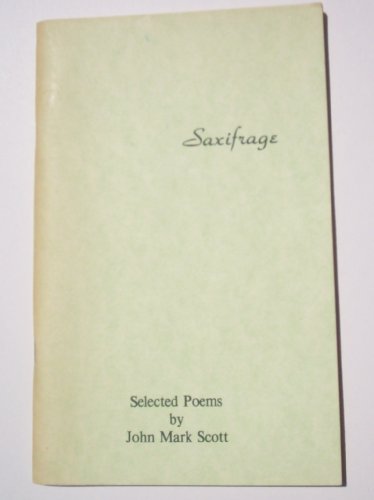 Saxifrage
Selected Poems
by
John Mark Scott